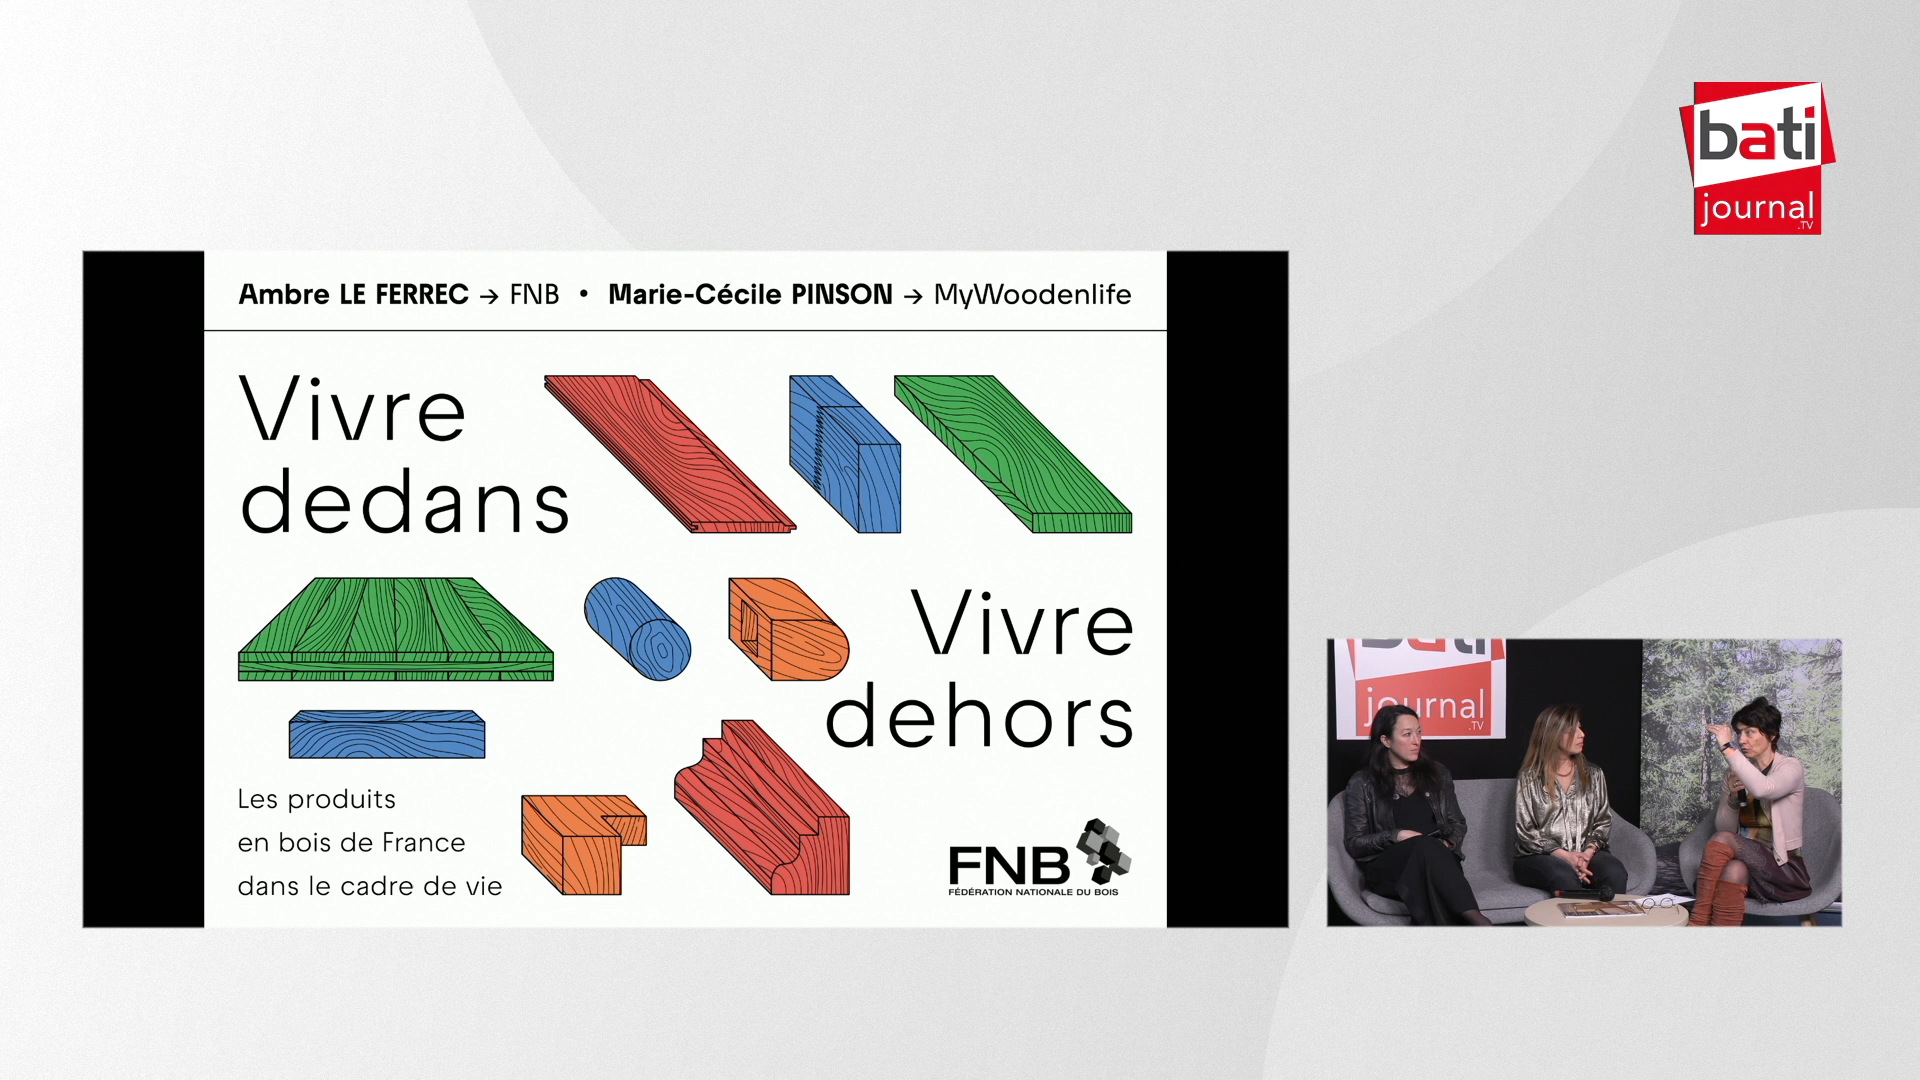 bati
journal
.TV
Ambre LE FERREC → FNB • Marie-Cécile PINSON → MyWoodenlife
Vivre
dedans
Vivre
dehors
Les produits
en bois de France
dans le cadre de vie
FNB
FÉDÉRATION NATIONALE DU BOIS
bati
journal
.TV